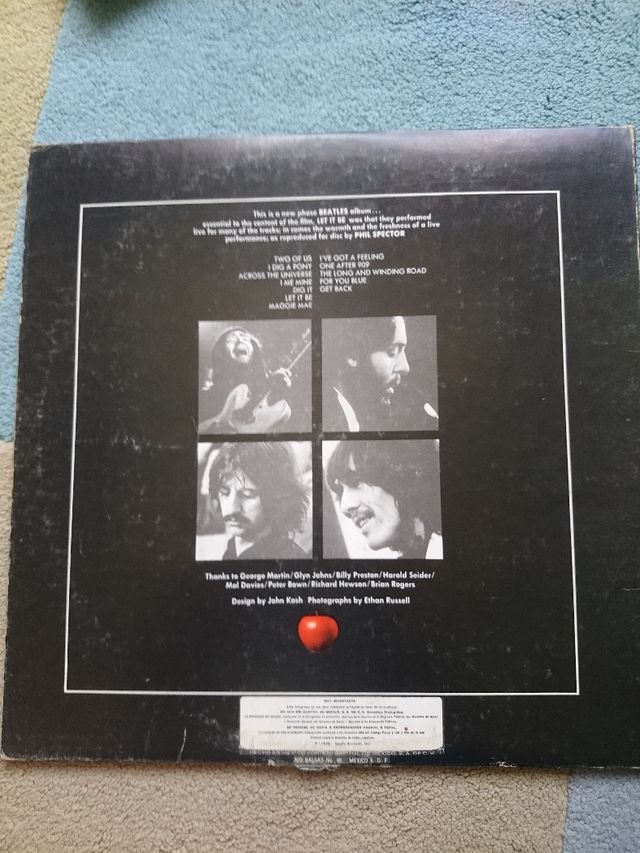 This is a new phase BEATLES album...
essential to the content of the film, LET IT BE was that they performed
live for many of the tracks; in comes the warmth and the freshness of a live
performance; as reproduced for disc by PHIL SPECTOR
TWO OF US
I DIG A PONY
ACROSS THE UNIVERSE
I ME MINE
DIG IT
LET IT BE
MAGGIE MAE
I'VE GOT A FEELING
ONE AFTER 909
THE LONG AND WINDING ROAD
FOR YOU BLUE
GET BACK
Thanks to George Martin/Glyn Johns/Billy Preston/Harold Seider/
Mal Davies/Peter Bown/Richard Hewson/Brian Rogers
Design by John Kosh Photographs by Ethan Russell
MUY IMPORTANTE
RIO BALSAS No. MEXICO D. F.